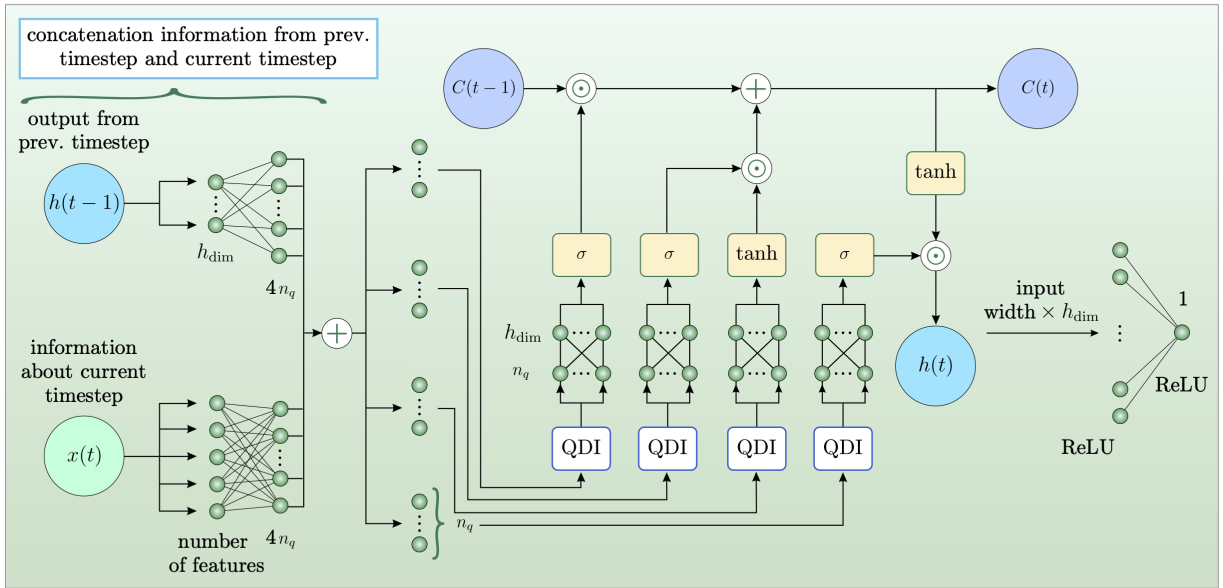 concatenation information from prev.
timestep and current timestep
output from
prev. timestep
h(t−1)
h_dim
4n_q
information
about current
timestep
x(t)
number
of features
4n_q
n_q
C(t−1)
C(t)
tanh
σ
σ
tanh
σ
h_dim
n_q
QDI
QDI
QDI
QDI
h(t)
input
width × h_dim
1
ReLU
ReLU